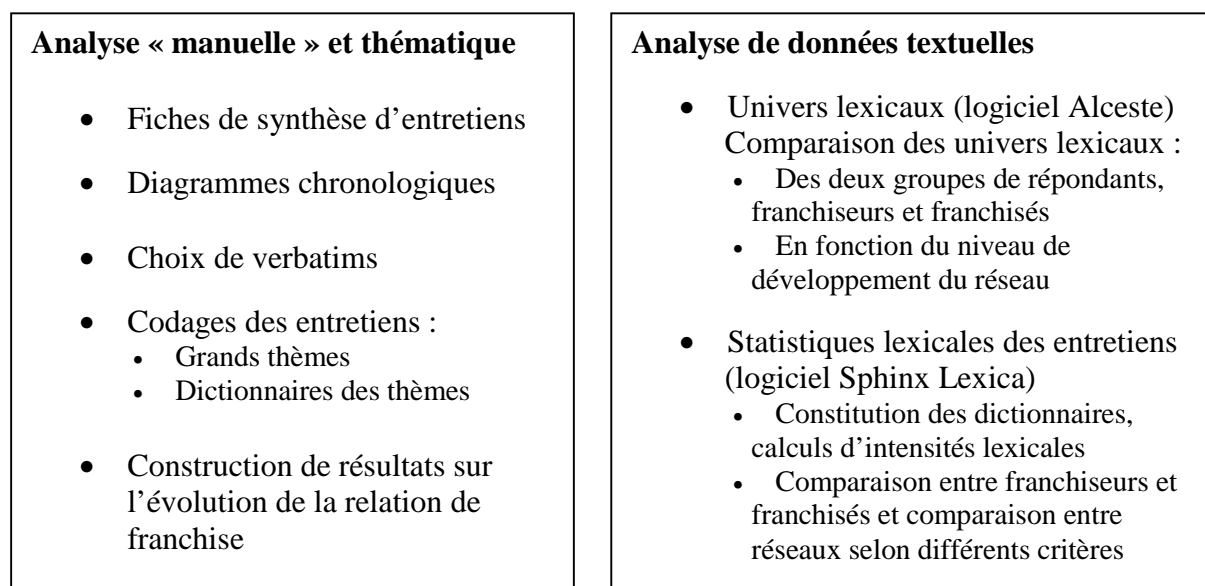 Analyse « manuelle » et thématique
• Fiches de synthèse d’entretiens
• Diagrammes chronologiques
• Choix de verbatims
• Codages des entretiens :
• Grands thèmes
• Dictionnaires des thèmes
• Construction de résultats sur
l’évolution de la relation de
franchise
Analyse de données textuelles
• Univers lexicaux (logiciel Alceste)
Comparaison des univers lexicaux :
• Des deux groupes de répondants,
franchiseurs et franchisés
• En fonction du niveau de
développement du réseau
• Statistiques lexicales des entretiens
(logiciel Sphinx Lexica)
• Constitution des dictionnaires,
calculs d’intensités lexicales
• Comparaison entre franchiseurs et
franchisés et comparaison entre
réseaux selon différents critères